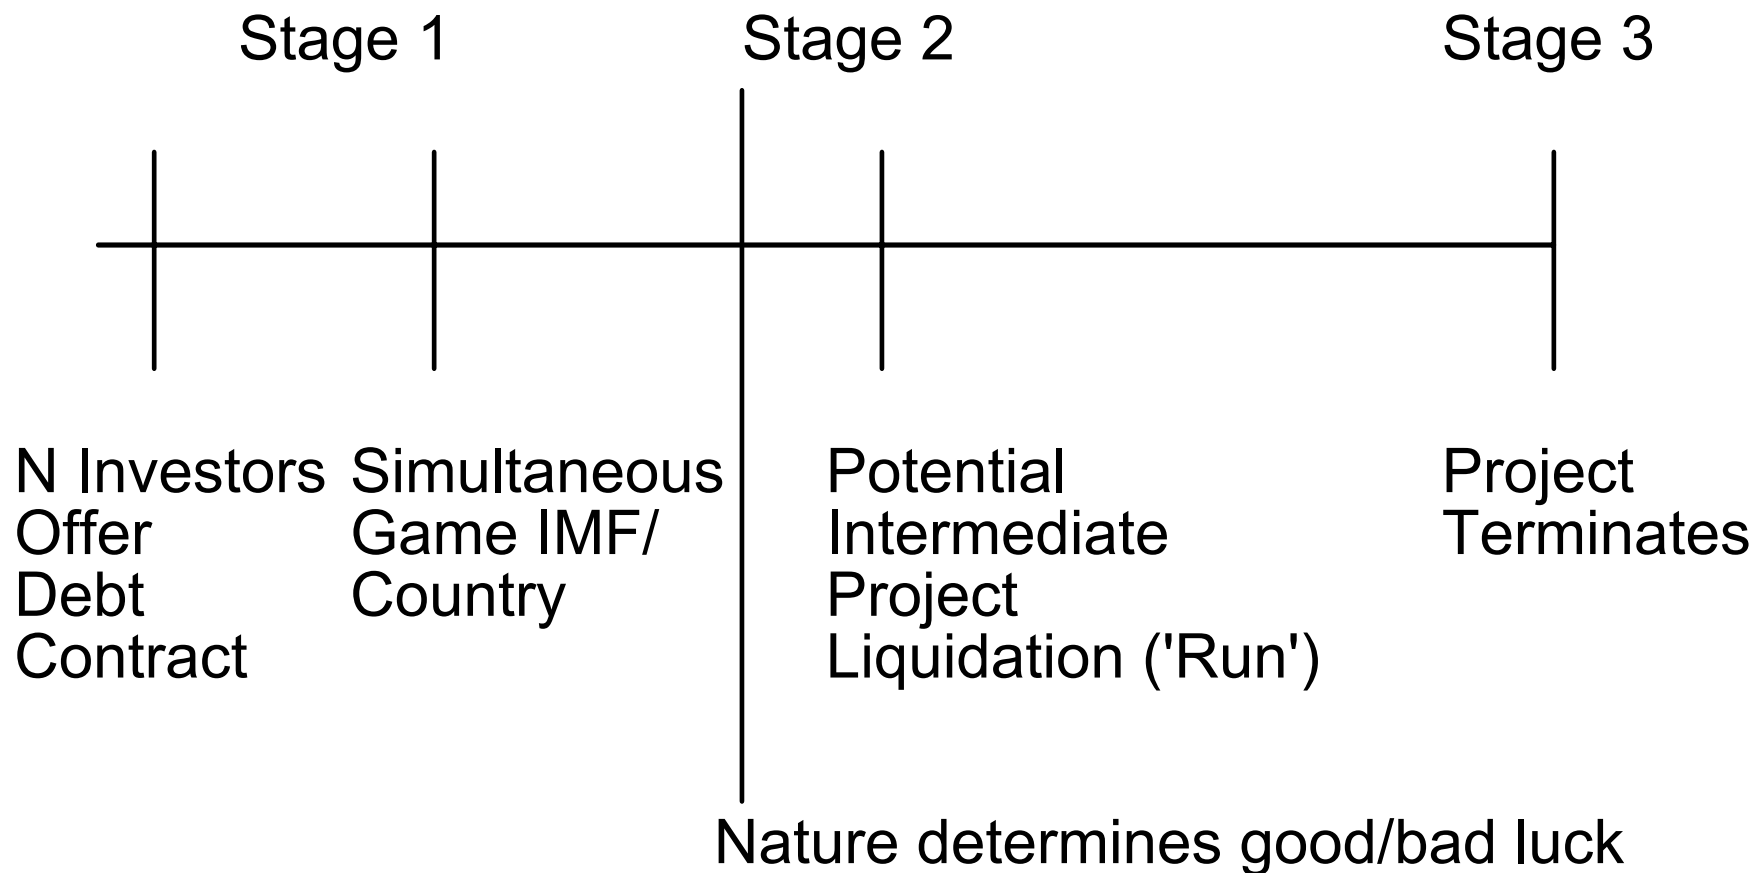 Stage 1
Stage 2
Stage 3
N Investors
Offer
Debt
Contract
Simultaneous
Game IMF/
Country
Potential
Intermediate
Project
Liquidation ('Run')
Project
Terminates
Nature determines good/bad luck